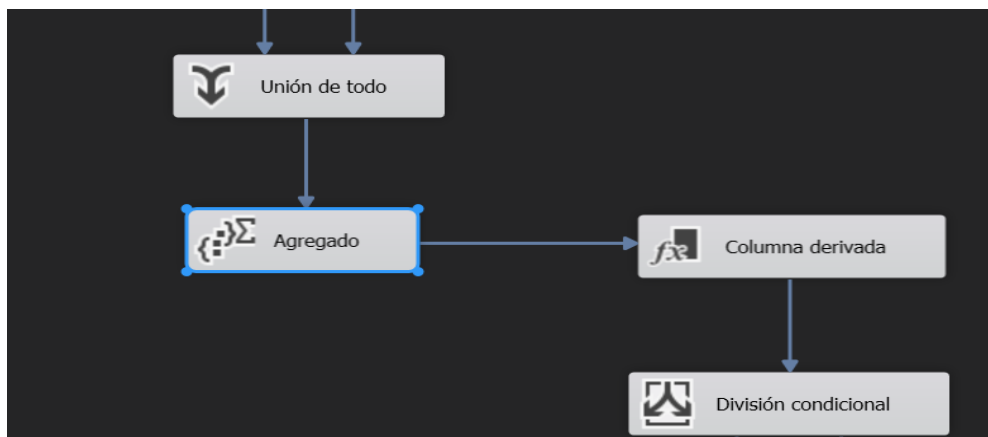 Unión de todo
Agregado
Columna derivada
División condicional